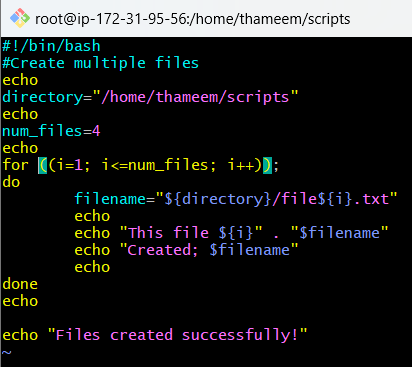 root@ip-172-31-95-56:/home/thameem/scripts
#!/bin/bash
#Create multiple files
echo
directory="/home/thameem/scripts"
echo
num_files=4
echo
for ((i=1; i<=num_files; i++));
do
        filename="${directory}/file${i}.txt"
        echo
        echo "This file ${i}" . "$filename"
        echo "Created; $filename"
        echo
done
echo

echo "Files created successfully!"
~